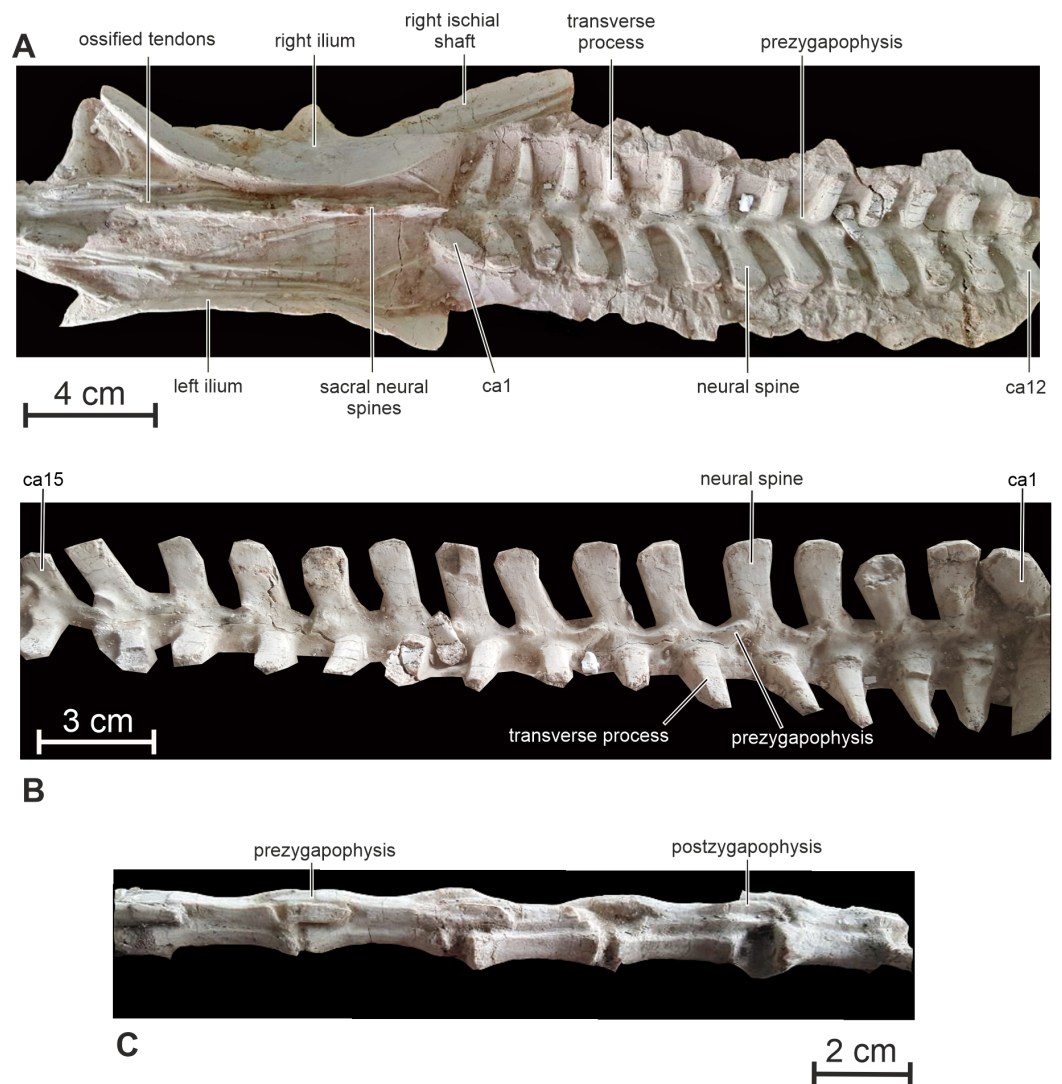 A
ossified tendons
right ilium
right ischial
shaft
transverse
process
prezygapophysis
4 cm
left ilium
sacral neural
spines
ca1
neural spine
ca12
ca15
neural spine
ca1
3 cm
transverse process
prezygapophysis
B
prezygapophysis
postzygapophysis
C
2 cm